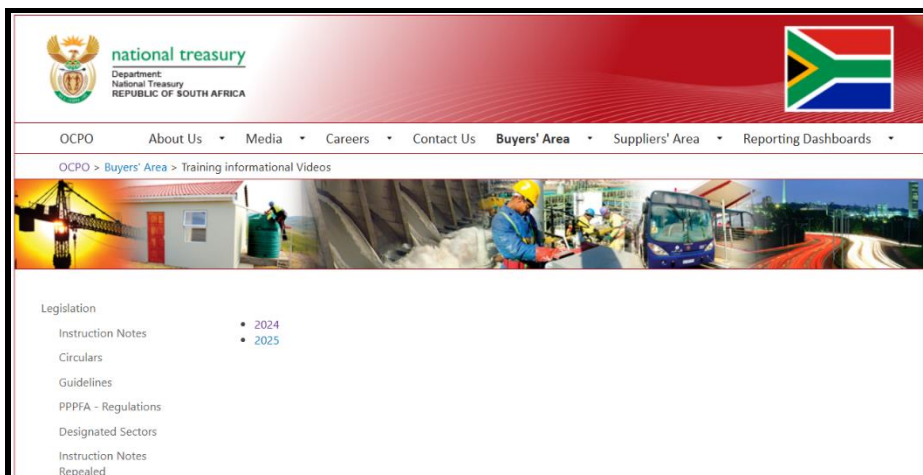 national treasury
Department:
National Treasury
REPUBLIC OF SOUTH AFRICA
OCPO About Us Media Careers Contact Us Buyers' Area Suppliers' Area Reporting Dashboards
OCPO > Buyers' Area > Training informational Videos
Legislation
Instruction Notes
Circulars
Guidelines
PPPFA - Regulations
Designated Sectors
Instruction Notes
Repealed
2024
2025